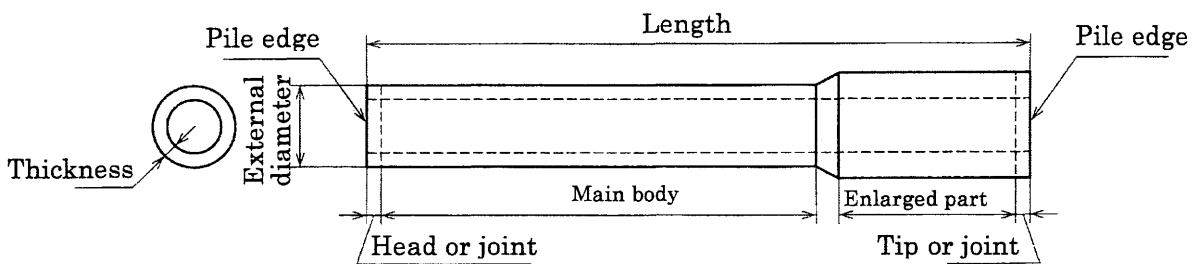 Length
Pile edge
Pile edge
External
diameter
Thickness
Main body
Enlarged part
Head or joint
Tip or joint